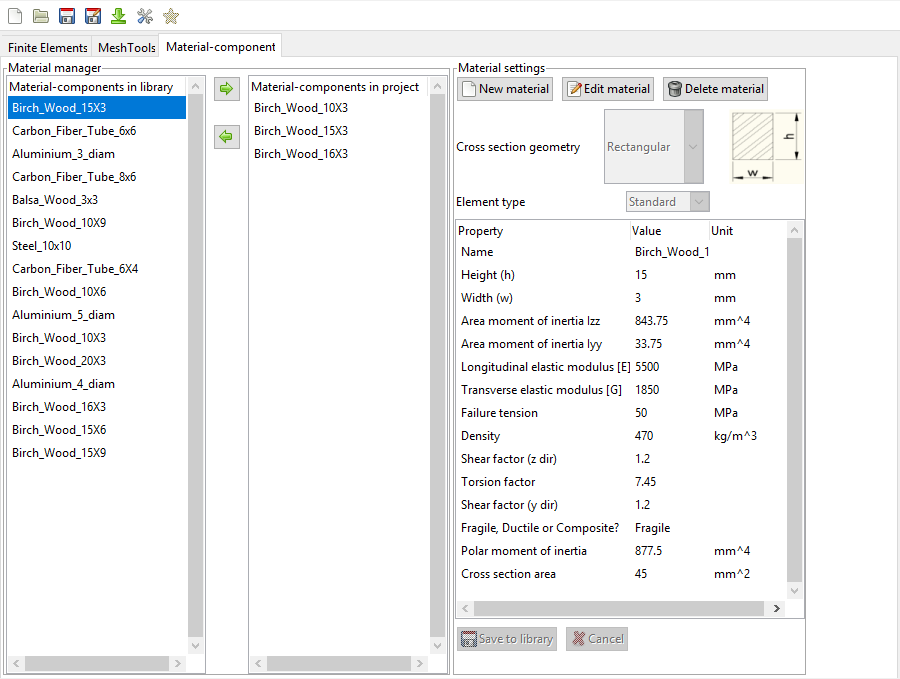 Finite Elements MeshTools Material-component
Material manager
Material-components in library
Birch_Wood_15X3
Carbon_Fiber_Tube_6x6
Aluminium_3_diam
Carbon_Fiber_Tube_8x6
Balsa_Wood_3x3
Birch_Wood_10X9
Steel_10x10
Carbon_Fiber_Tube_6X4
Birch_Wood_10X6
Aluminium_5_diam
Birch_Wood_10X3
Birch_Wood_20X3
Aluminium_4_diam
Birch_Wood_16X3
Birch_Wood_15X6
Birch_Wood_15X9
Material-components in project
Birch_Wood_10X3
Birch_Wood_15X3
Birch_Wood_16X3
Material settings
New material Edit material Delete material
Cross section geometry Rectangular
h
w
Element type Standard
Property Value Unit
Name Birch_Wood_1
Height (h) 15 mm
Width (w) 3 mm
Area moment of inertia Izz 843.75 mm^4
Area moment of inertia Iyy 33.75 mm^4
Longitudinal elastic modulus [E] 5500 MPa
Transverse elastic modulus [G] 1850 MPa
Failure tension 50 MPa
Density 470 kg/m^3
Shear factor (z dir) 1.2
Torsion factor 7.45
Shear factor (y dir) 1.2
Fragile, Ductile or Composite? Fragile
Polar moment of inertia 877.5 mm^4
Cross section area 45 mm^2
Save to library Cancel